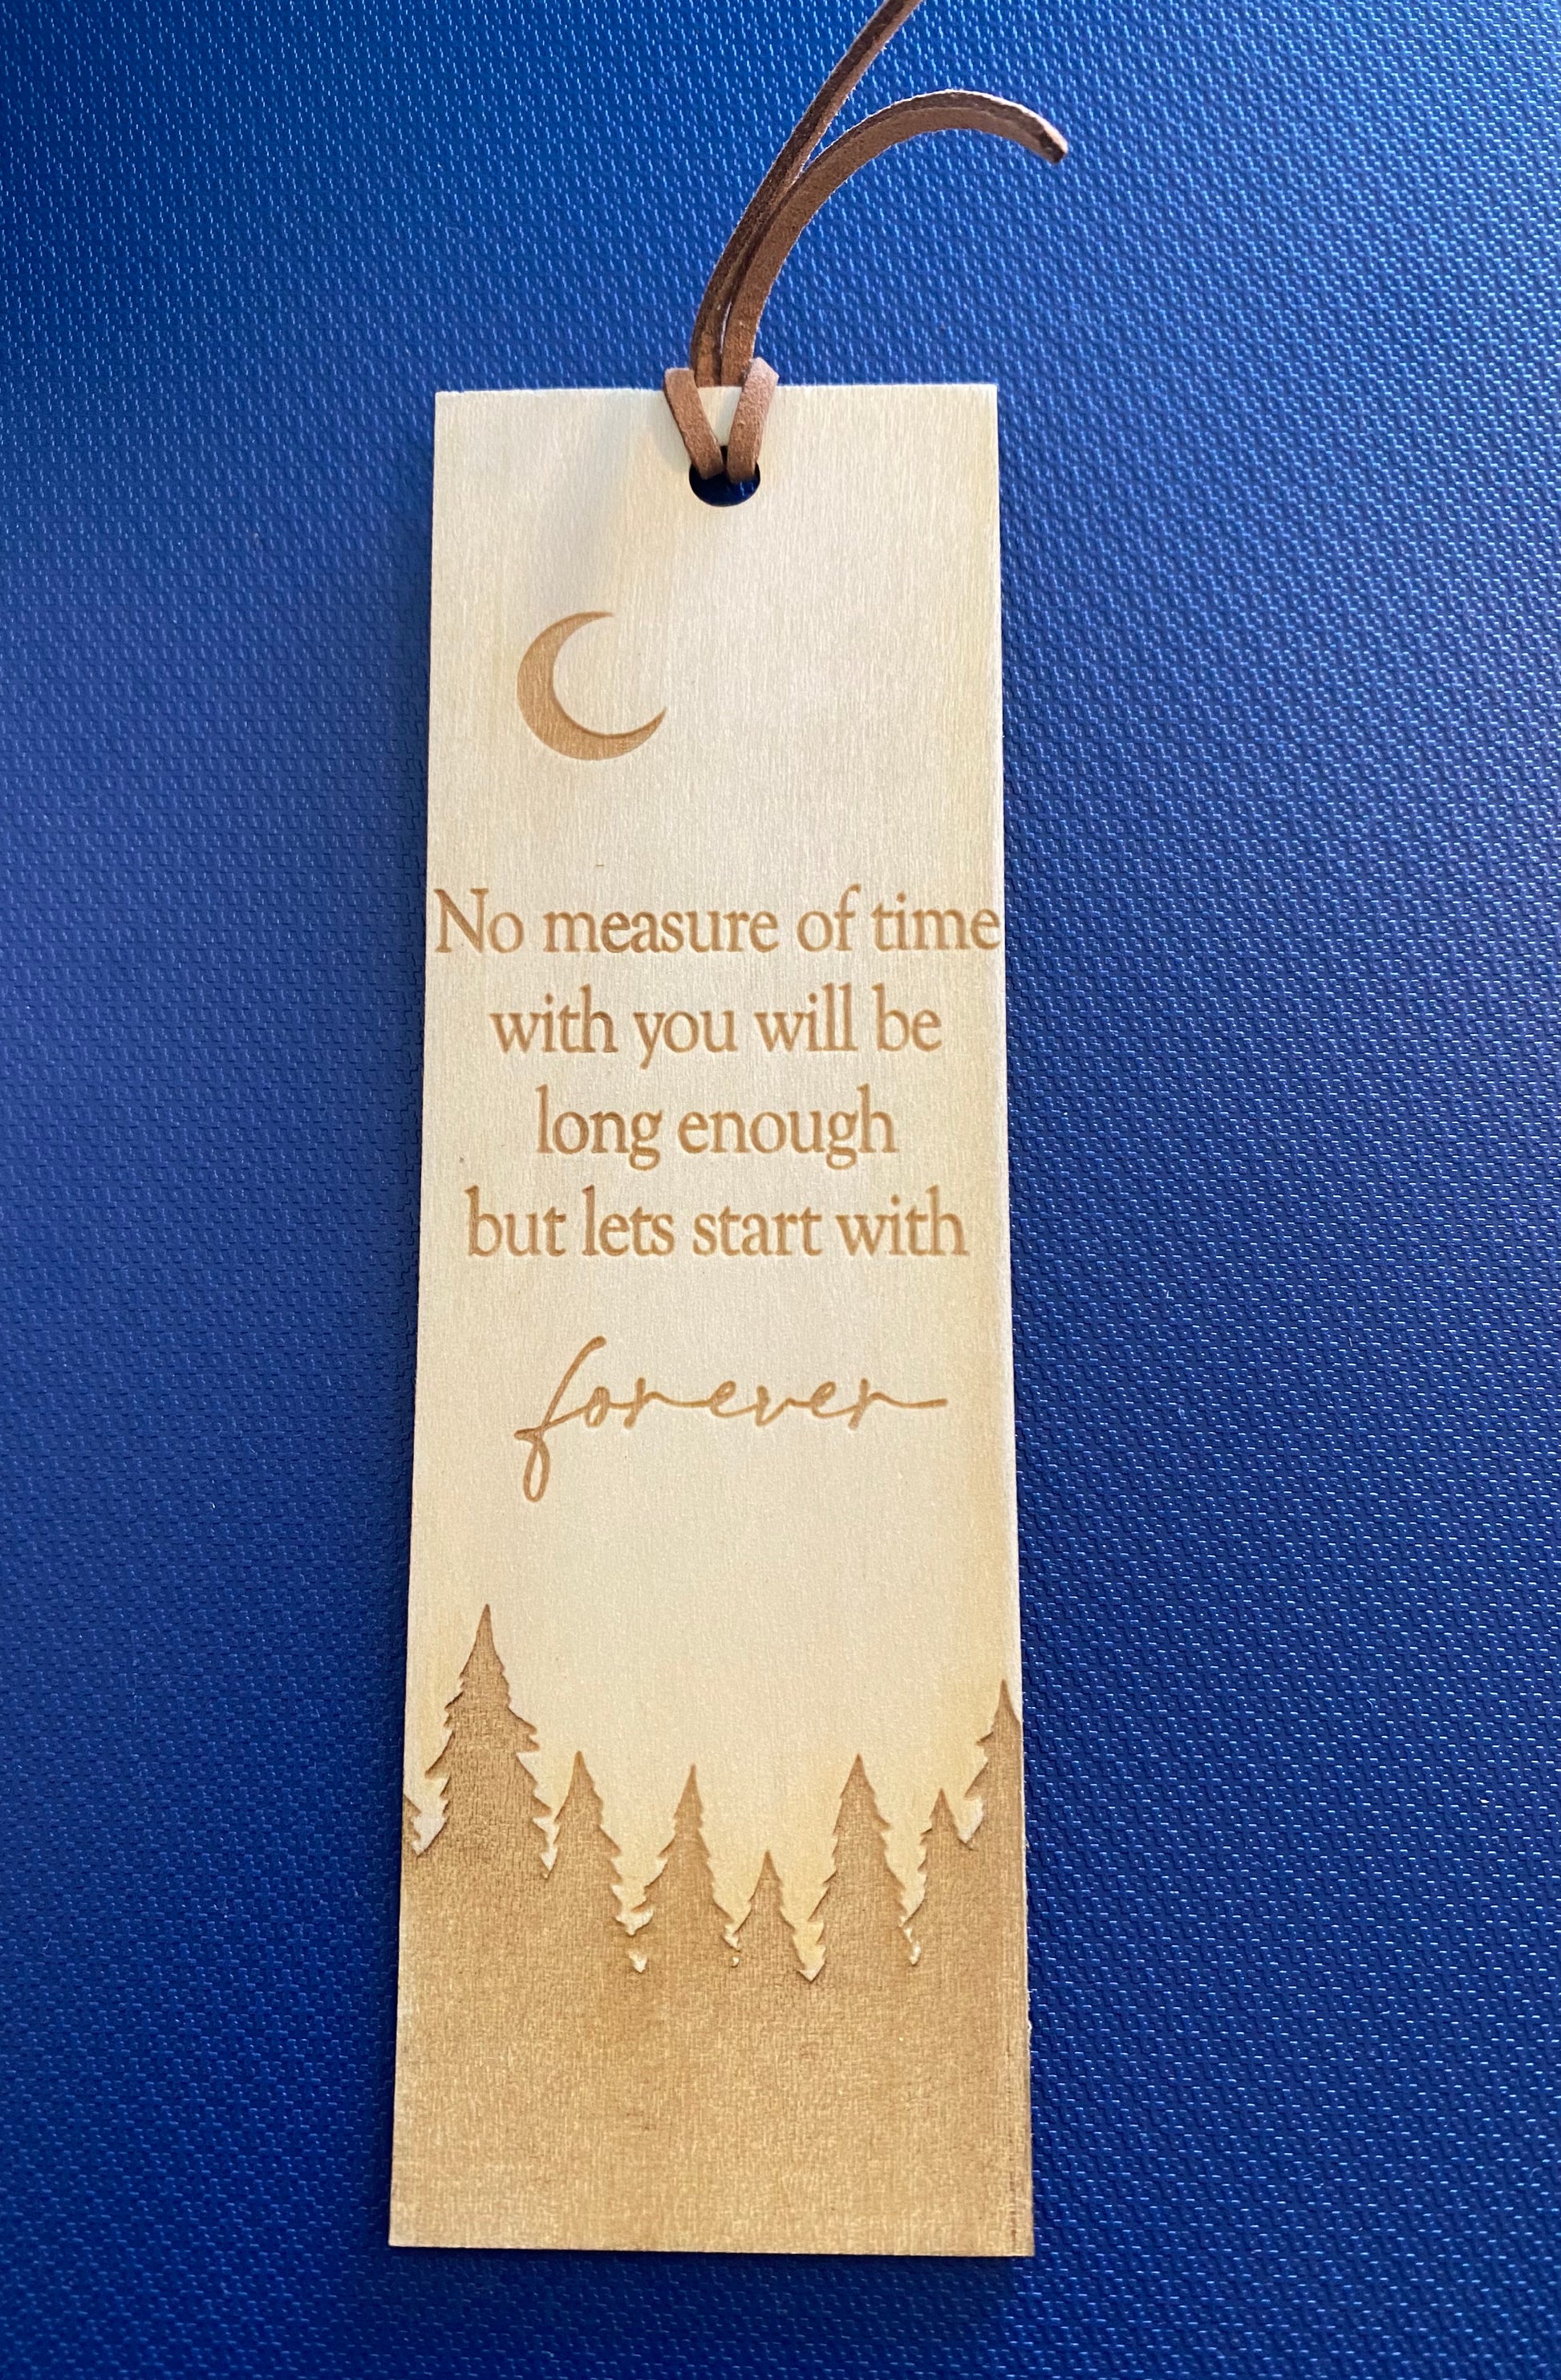 No measure of time
with you will be
long enough
but lets start with
forever